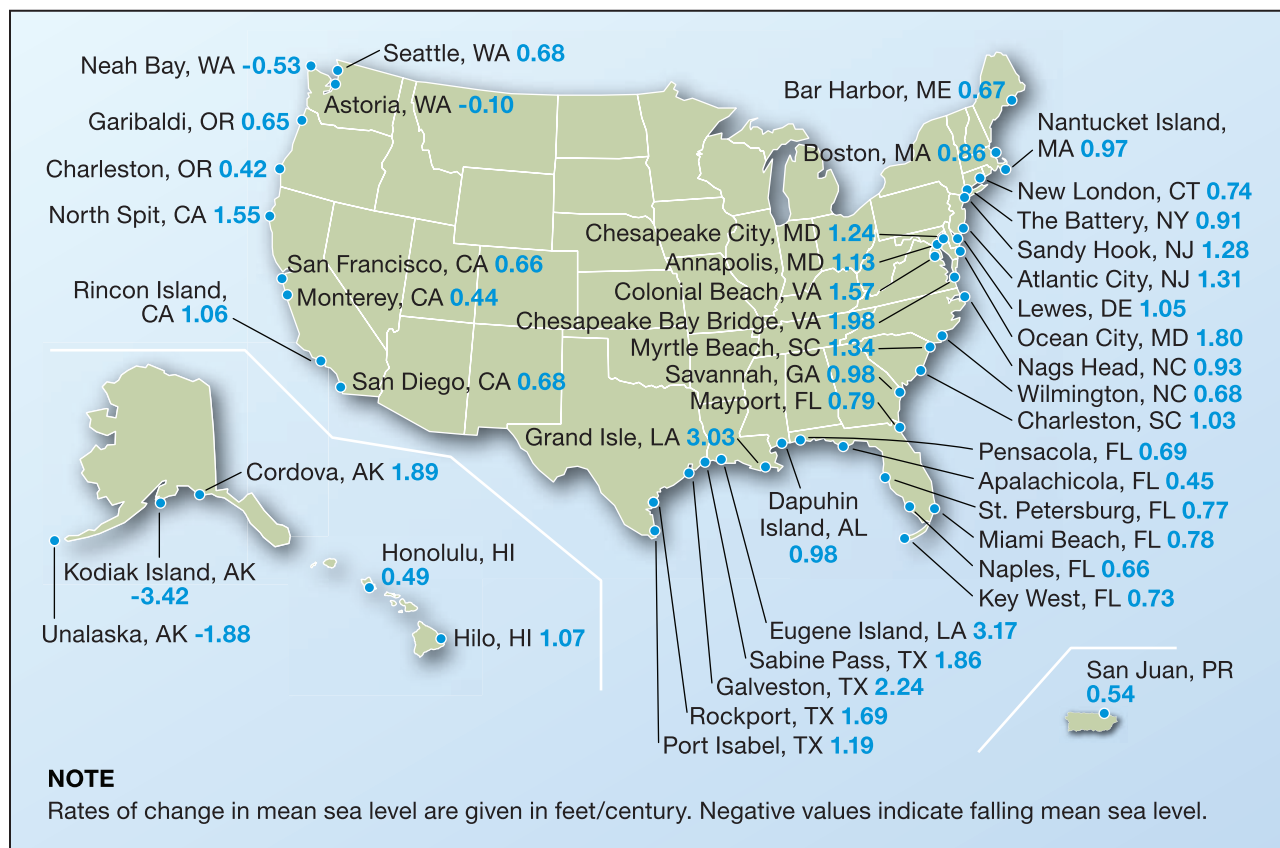 Neah Bay, WA -0.53
Seattle, WA 0.68
Astoria, WA -0.10
Garibaldi, OR 0.65
Charleston, OR 0.42
North Spit, CA 1.55
San Francisco, CA 0.66
Monterey, CA 0.44
Rincon Island,
CA 1.06
San Diego, CA 0.68
Bar Harbor, ME 0.67
Nantucket Island,
MA 0.97
Boston, MA 0.86
New London, CT 0.74
The Battery, NY 0.91
Sandy Hook, NJ 1.28
Atlantic City, NJ 1.31
Lewes, DE 1.05
Ocean City, MD 1.80
Nags Head, NC 0.93
Wilmington, NC 0.68
Charleston, SC 1.03
Chesapeake City, MD 1.24
Annapolis, MD 1.13
Colonial Beach, VA 1.57
Chesapeake Bay Bridge, VA 1.98
Myrtle Beach, SC 1.34
Savannah, GA 0.98
Mayport, FL 0.79
Grand Isle, LA 3.03
Dapuhin
Island, AL
0.98
Pensacola, FL 0.69
Apalachicola, FL 0.45
St. Petersburg, FL 0.77
Miami Beach, FL 0.78
Naples, FL 0.66
Key West, FL 0.73
Eugene Island, LA 3.17
Sabine Pass, TX 1.86
Galveston, TX 2.24
Rockport, TX 1.69
Port Isabel, TX 1.19
Cordova, AK 1.89
Kodiak Island, AK
-3.42
Unalaska, AK -1.88
Honolulu, HI
0.49
Hilo, HI 1.07
San Juan, PR
0.54
NOTE
Rates of change in mean sea level are given in feet/century. Negative values indicate falling mean sea level.